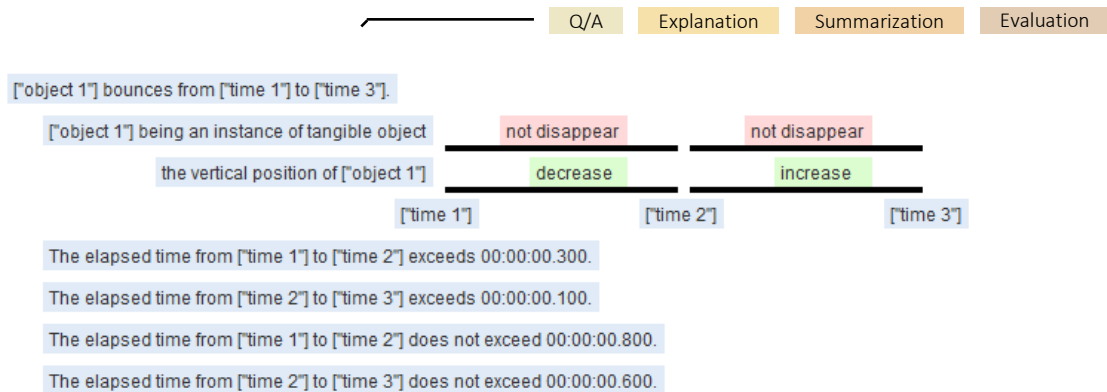 Q/A Explanation Summarization Evaluation
["object 1"] bounces from ["time 1"] to ["time 3"].
["object 1"] being an instance of tangible object not disappear not disappear
the vertical position of ["object 1"] decrease increase
["time 1"] ["time 2"] ["time 3"]
The elapsed time from ["time 1"] to ["time 2"] exceeds 00:00:00.300.
The elapsed time from ["time 2"] to ["time 3"] exceeds 00:00:00.100.
The elapsed time from ["time 1"] to ["time 2"] does not exceed 00:00:00.800.
The elapsed time from ["time 2"] to ["time 3"] does not exceed 00:00:00.600.